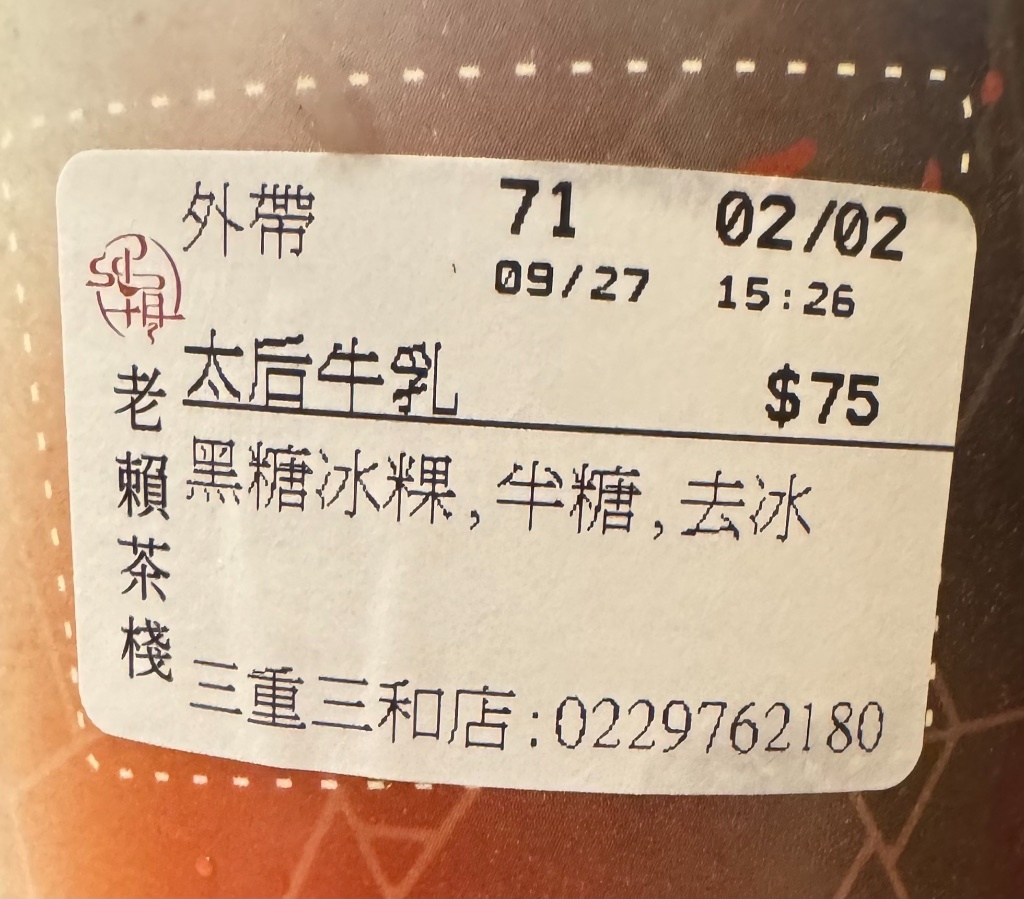 外帶 71 02/02
09/27 15:26
太后牛乳 $75
黑糖冰粿,半糖,去冰
三重三和店:0229762180
老賴茶棧